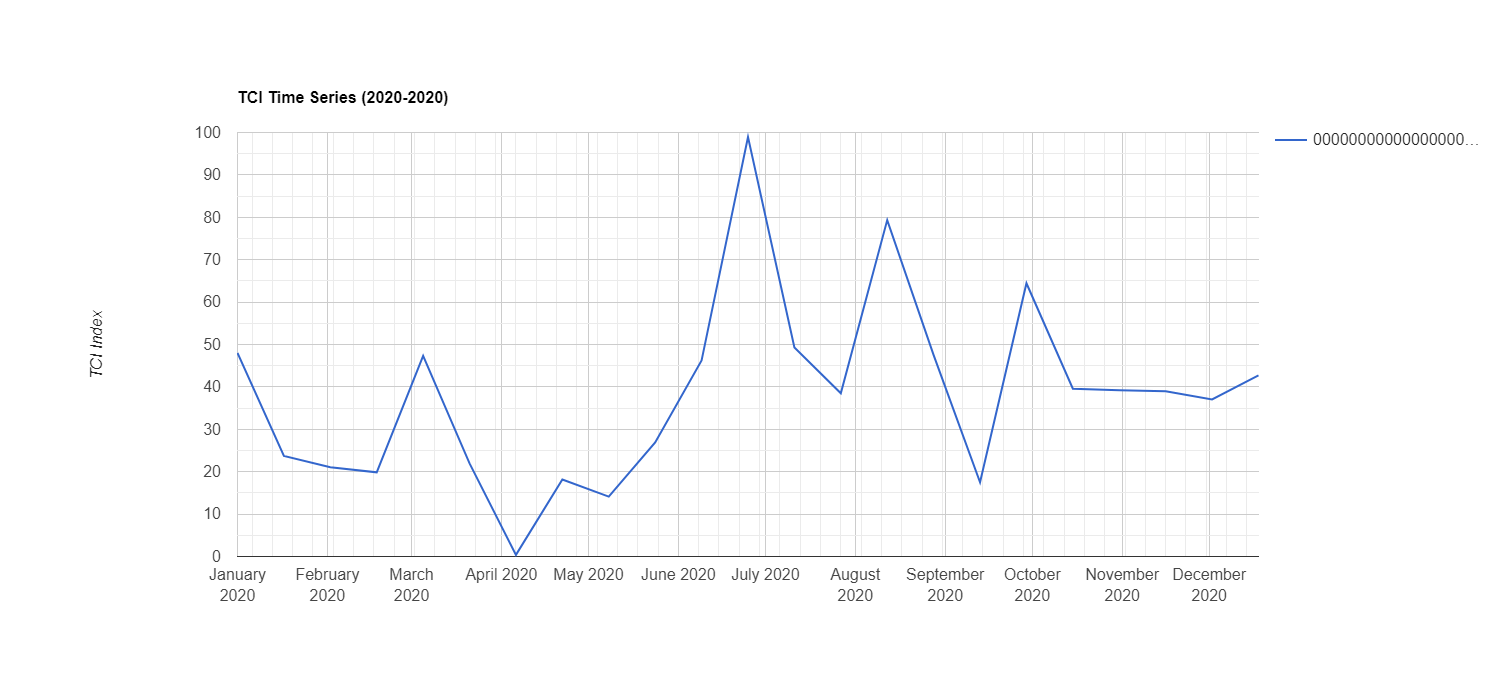 TCI Time Series (2020-2020)
00000000000000000...
100
90
80
70
60
50
40
30
20
10
0
TCI Index
January 2020
February 2020
March 2020
April 2020
May 2020
June 2020
July 2020
August 2020
September 2020
October 2020
November 2020
December 2020